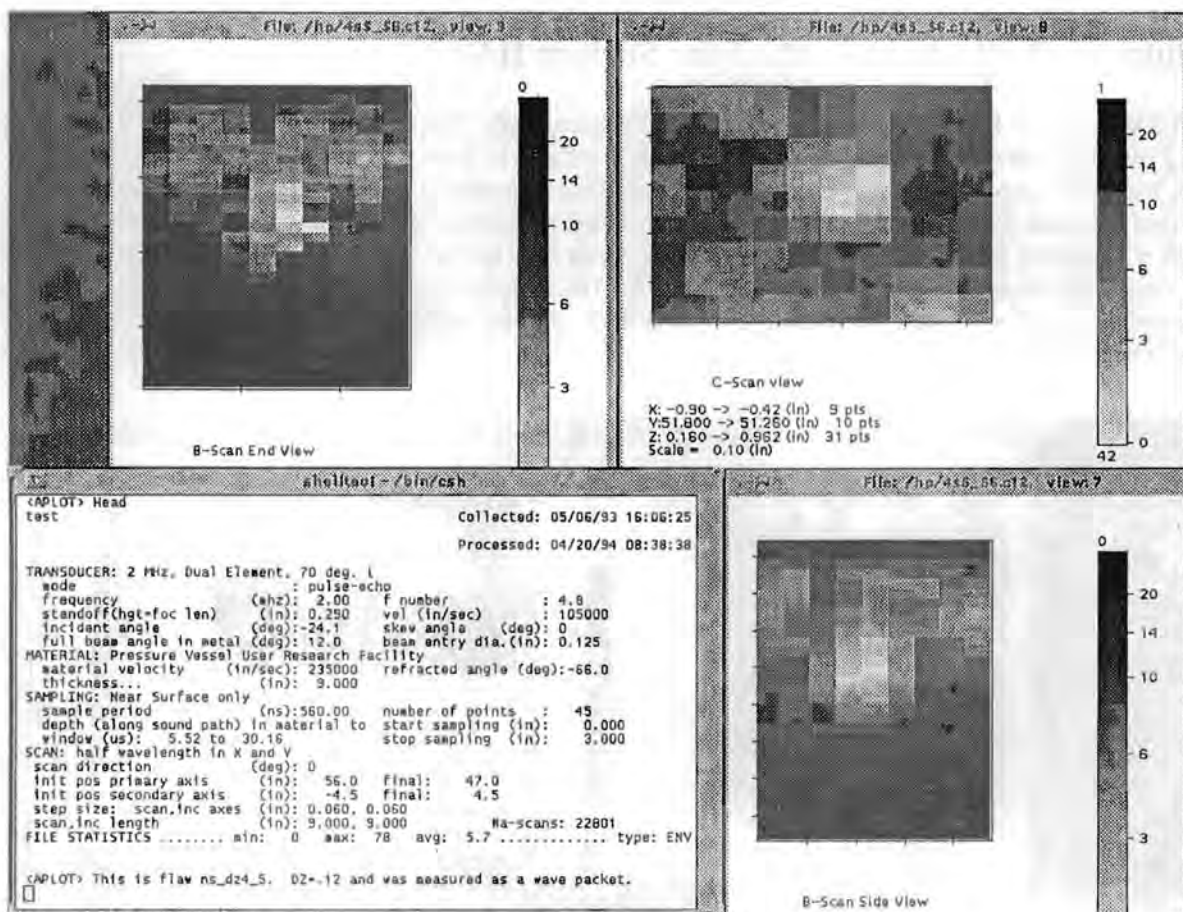 File: /hp/4s5_S6.c12, view: 3
0
20
14
10
6
3
B-Scan End View
File: /hp/4s5_S6.c12, view: 8
1
20
14
10
6
3
0
42
C-Scan view
X: -0.90 -> -0.42 (in) 9 pts
Y: 51.800 -> 51.260 (in) 10 pts
Z: 0.160 -> 0.962 (in) 31 pts
Scale = 0.10 (in)
shelltool - /bin/csh
<APLOT> Head
test Collected: 05/06/93 16:06:25
Processed: 04/20/94 08:38:38
TRANSDUCER: 2 MHz, Dual Element, 70 deg. L
mode : pulse-echo
frequency (mhz): 2.00 f number : 4.8
standoff(hgt-foc len) (in): 0.250 vel (in/sec) : 105000
incident angle (deg):-24.1 skew angle (deg): 0
full beam angle in metal (deg): 12.0 beam entry dia.(in): 0.125
MATERIAL: Pressure Vessel User Research Facility
material velocity (in/sec): 235000 refracted angle (deg):-66.0
thickness... (in): 9.000
SAMPLING: Near Surface only
sample period (ns):560.00 number of points : 45
depth (along sound path) in material to start sampling (in): 0.000
window (us): 5.52 to 30.16 stop sampling (in): 3.000
SCAN: half wavelength in X and Y
scan direction (deg): 0
init pos primary axis (in): 56.0 final: 47.0
init pos secondary axis (in): -4.5 final: 4.5
step size: scan,inc axes (in): 0.060, 0.060
scan,inc length (in): 9.000, 9.000 #a-scans: 22801
FILE STATISTICS ........ min: 0 max: 78 avg: 5.7 ............. type: ENV
<APLOT> This is flaw ns_dz4_5. DZ=.12 and was measured as a wave packet.
File: /hp/4s5_S6.c12, view: 7
0
20
14
10
6
3
B-Scan Side View